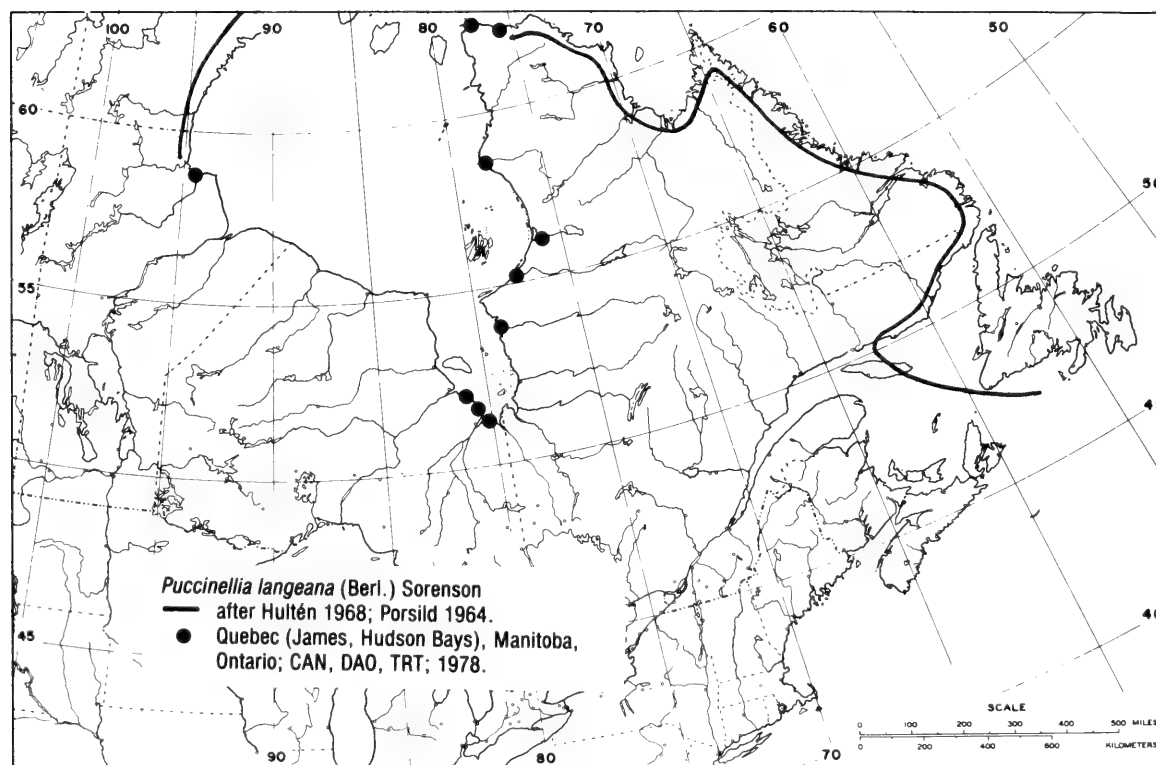 100 90 80 70 60 50
60
50
55
4
45
40
Puccinellia langeana (Berl.) Sorenson
after Hultén 1968; Porsild 1964.
Quebec (James, Hudson Bays), Manitoba,
Ontario; CAN, DAO, TRT; 1978.
SCALE
0 100 200 300 400 500 MILES
0 200 400 600 KILOMETERS
90 80 70